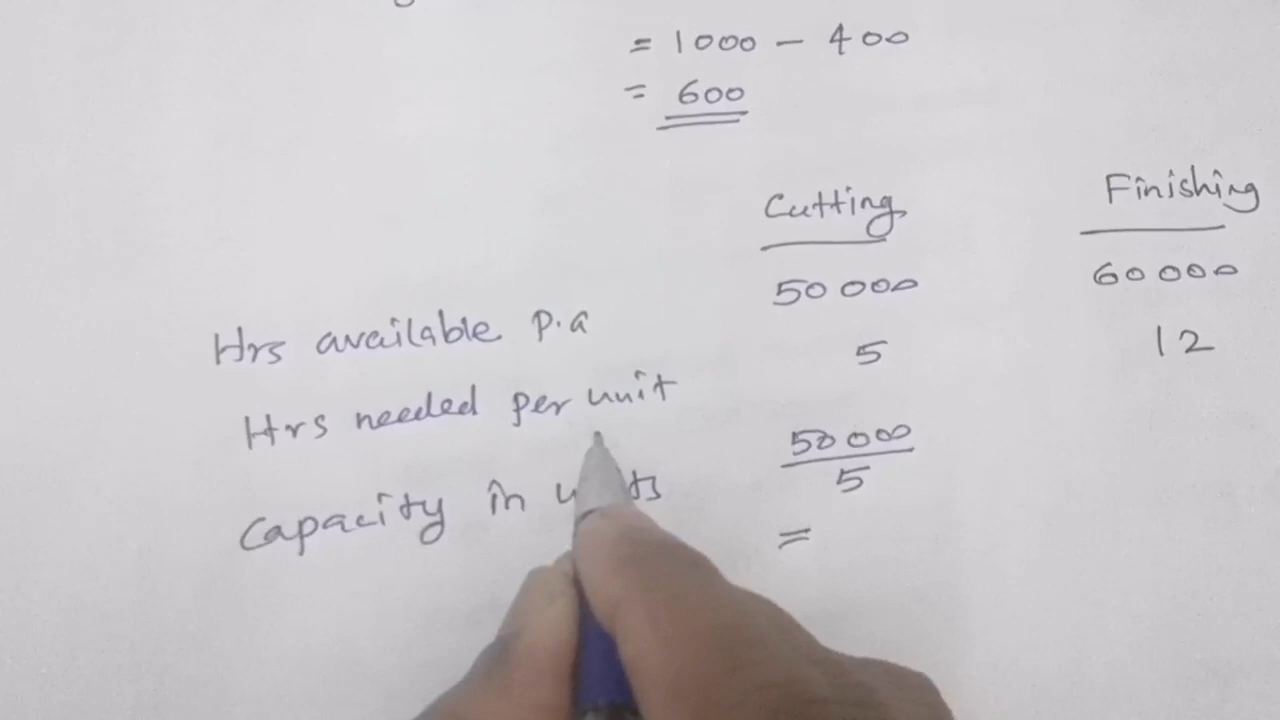 = 1000 - 400
= 600
Cutting Finishing
Hrs available p.a 50000 60000
Hrs needed per unit 5 12
Capacity in 50000
5
=